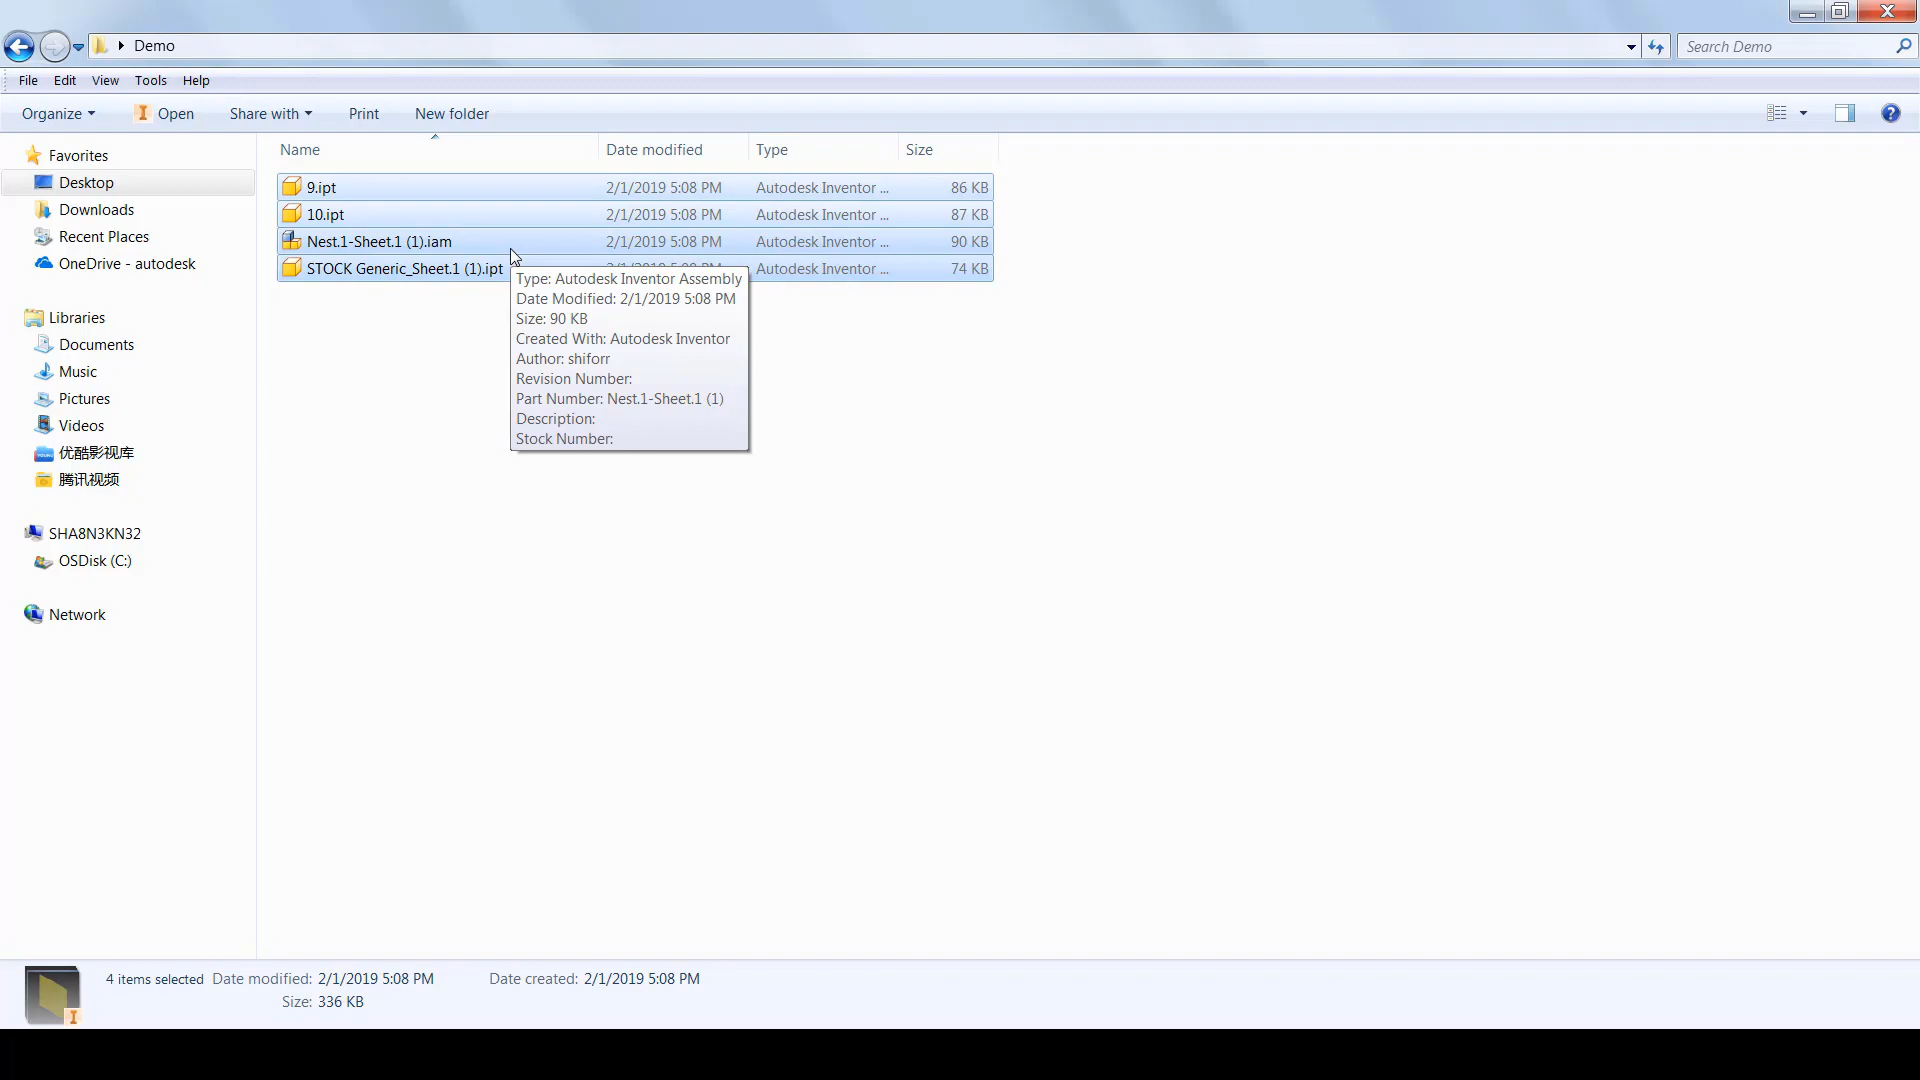 Demo
Search Demo
File Edit View Tools Help
Organize Open Share with Print New folder
Name Date modified Type Size
Favorites
Desktop
Downloads
Recent Places
OneDrive - autodesk
Libraries
Documents
Music
Pictures
Videos
优酷影视库
腾讯视频
SHA8N3KN32
OSDisk (C:)
Network
9.ipt 2/1/2019 5:08 PM Autodesk Inventor ... 86 KB
10.ipt 2/1/2019 5:08 PM Autodesk Inventor ... 87 KB
Nest.1-Sheet.1 (1).iam 2/1/2019 5:08 PM Autodesk Inventor ... 90 KB
STOCK Generic_Sheet.1 (1).ipt 2/1/2019 5:08 PM Autodesk Inventor ... 74 KB
Type: Autodesk Inventor Assembly
Date Modified: 2/1/2019 5:08 PM
Size: 90 KB
Created With: Autodesk Inventor
Author: shiforr
Revision Number:
Part Number: Nest.1-Sheet.1 (1)
Description:
Stock Number:
4 items selected Date modified: 2/1/2019 5:08 PM Date created: 2/1/2019 5:08 PM
Size: 336 KB